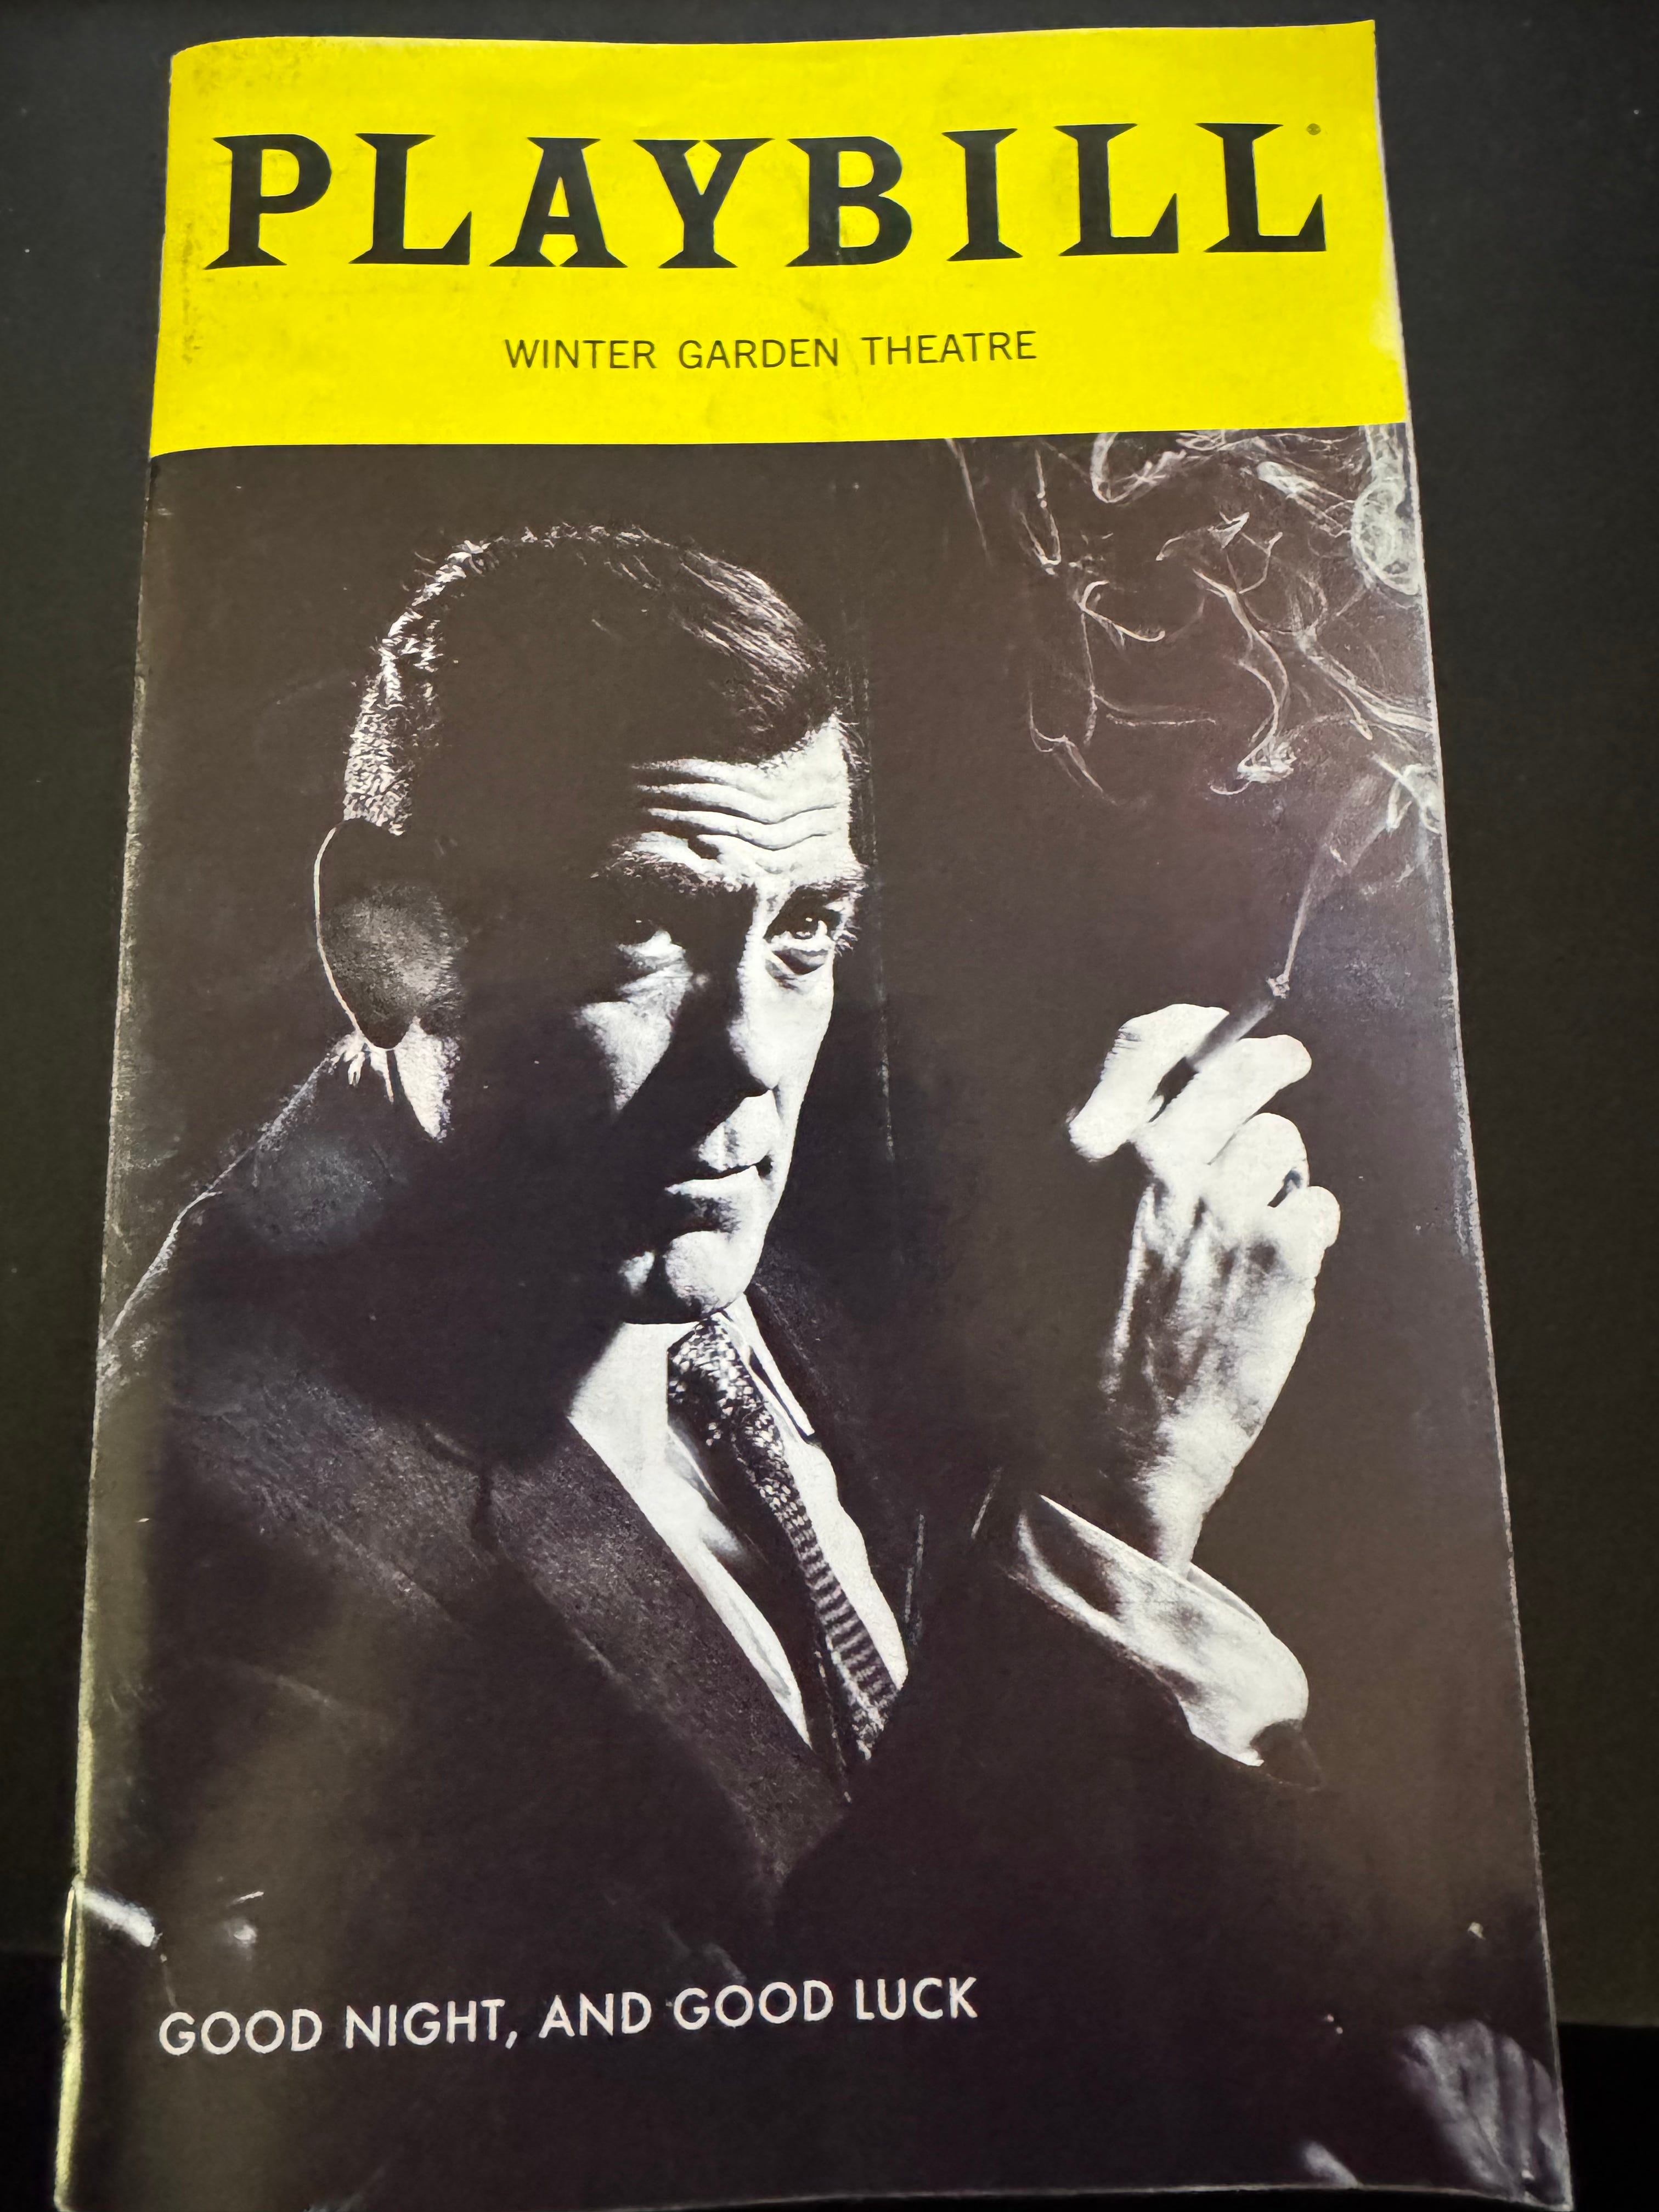 PLAYBILL®
WINTER GARDEN THEATRE
GOOD NIGHT, AND GOOD LUCK